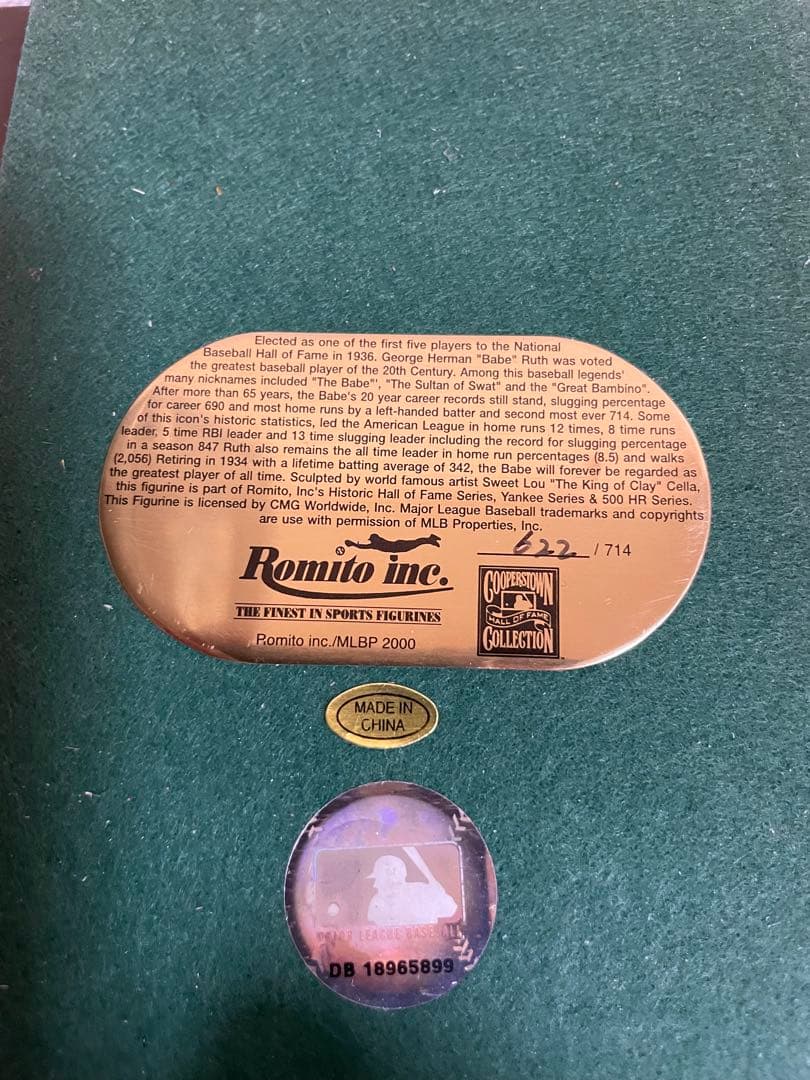 Elected as one of the first five players to the National
Baseball Hall of Fame in 1936. George Herman "Babe" Ruth was voted
the greatest baseball player of the 20th Century. Among this baseball legends'
many nicknames included "The Babe"', "The Sultan of Swat" and the "Great Bambino".
After more than 65 years, the Babe's 20 year career records still stand, slugging percentage
for career 690 and most home runs by a left-handed batter and second most ever 714. Some
of this icon's historic statistics, led the American League in home runs 12 times, 8 time runs
leader, 5 time RBI leader and 13 time slugging leader including the record for slugging percentage
in a season 847 Ruth also remains the all time leader in home run percentages (8.5) and walks
(2,056) Retiring in 1934 with a lifetime batting average of 342, the Babe will forever be regarded as
the greatest player of all time. Sculpted by world famous artist Sweet Lou "The King of Clay" Cella,
this figurine is part of Romito, Inc's Historic Hall of Fame Series, Yankee Series & 500 HR Series.
This Figurine is licensed by CMG Worldwide, Inc. Major League Baseball trademarks and copyrights
are use with permission of MLB Properties, Inc.
622 / 714
Romito inc.
THE FINEST IN SPORTS FIGURINES
Romito inc./MLBP 2000
COOPERSTOWN
HALL OF FAME
COLLECTION
TM
MADE IN
CHINA
MAJOR LEAGUE BASEBALL
DB 18965899